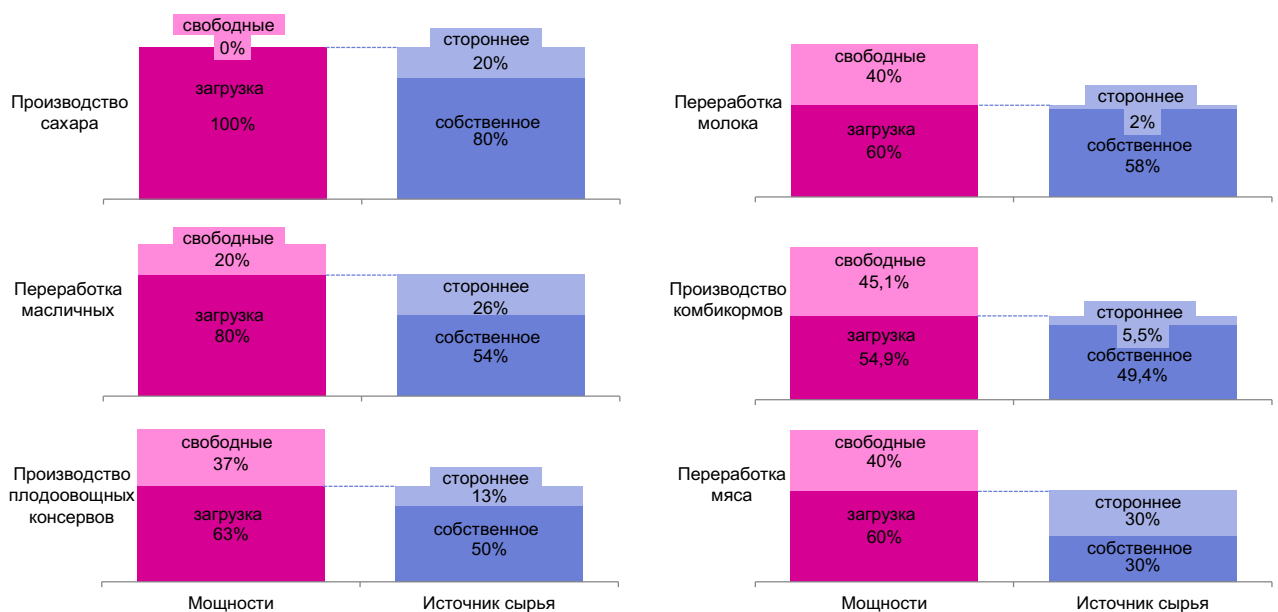 свободные
0%
загрузка
100%
стороннее
20%
собственное
80%
Производство
сахара
свободные
20%
загрузка
80%
стороннее
26%
собственное
54%
Переработка
масличных
свободные
37%
загрузка
63%
стороннее
13%
собственное
50%
Производство
плодоовощных
консервов
Мощности
Источник сырья
свободные
40%
загрузка
60%
стороннее
2%
собственное
58%
Переработка
молока
свободные
45,1%
загрузка
54,9%
стороннее
5,5%
собственное
49,4%
Производство
комбикормов
свободные
40%
загрузка
60%
стороннее
30%
собственное
30%
Переработка
мяса
Мощности
Источник сырья